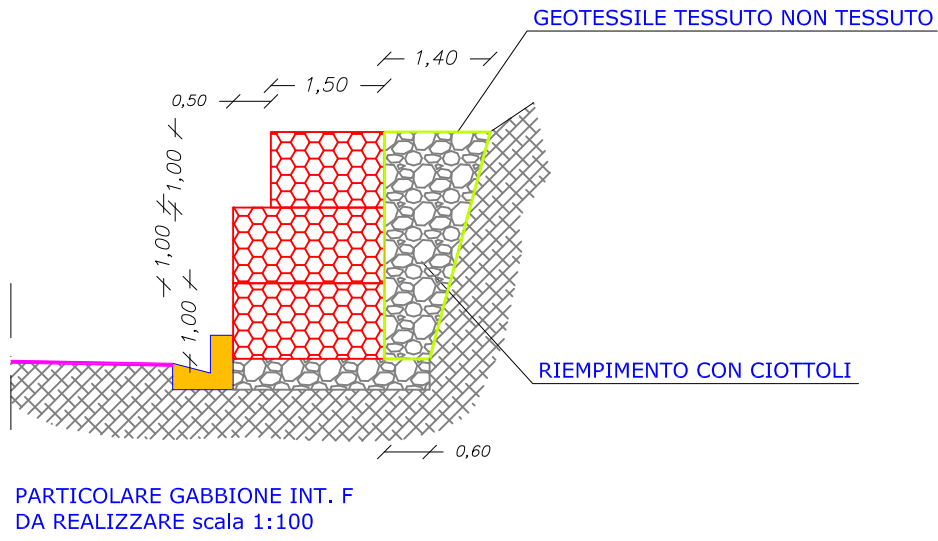 GEOTESSILE TESSUTO NON TESSUTO
1,40
1,50
0,50
1,00
1,00
1,00
RIEMPIMENTO CON CIOTTOLI
0,60
PARTICOLARE GABBIONE INT. F
DA REALIZZARE scala 1:100